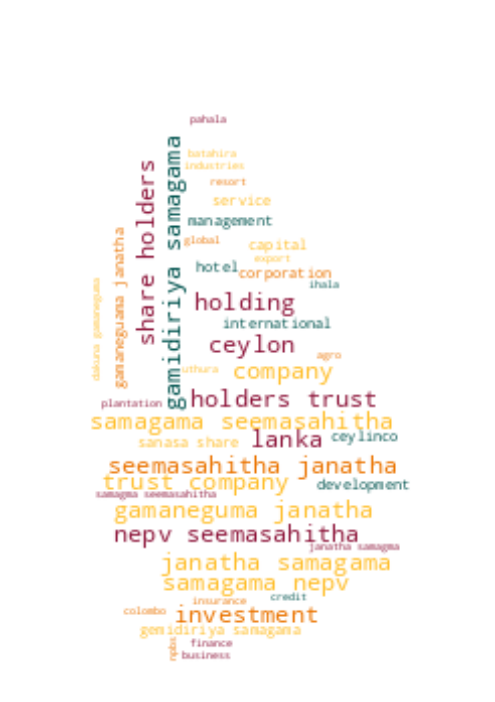 pahala
batahira
industries
resort
service
management
global
capital
export
hotel
corporation
ihala
share holders
gamidiriya samagama
gamaneguama janatha
dakuna gamaneguma
holding
international
ceylon
agro
uthura
company
plantation
holders trust
samagama seemasahitha
sanasa share
lanka
ceylinco
seemasahitha janatha
trust company
development
samagma seemasahitha
gamaneguma janatha
nepv seemasahitha
janatha samagma
janatha samagama
samagama nepv
credit
insurance
colombo
investment
gemidiriya samagama
npbs
finance
business